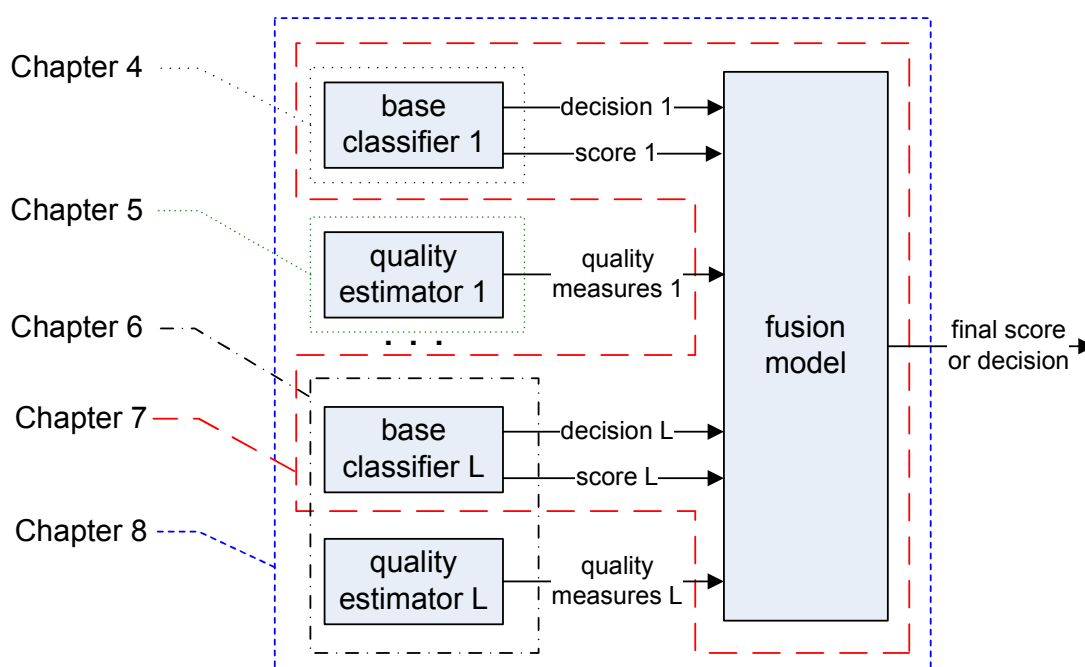 Chapter 4
base
classifier 1
decision 1
score 1
Chapter 5
quality
estimator 1
quality
measures 1
. . .
Chapter 6
fusion
model
final score
or decision
Chapter 7
base
classifier L
decision L
score L
Chapter 8
quality
estimator L
quality
measures L